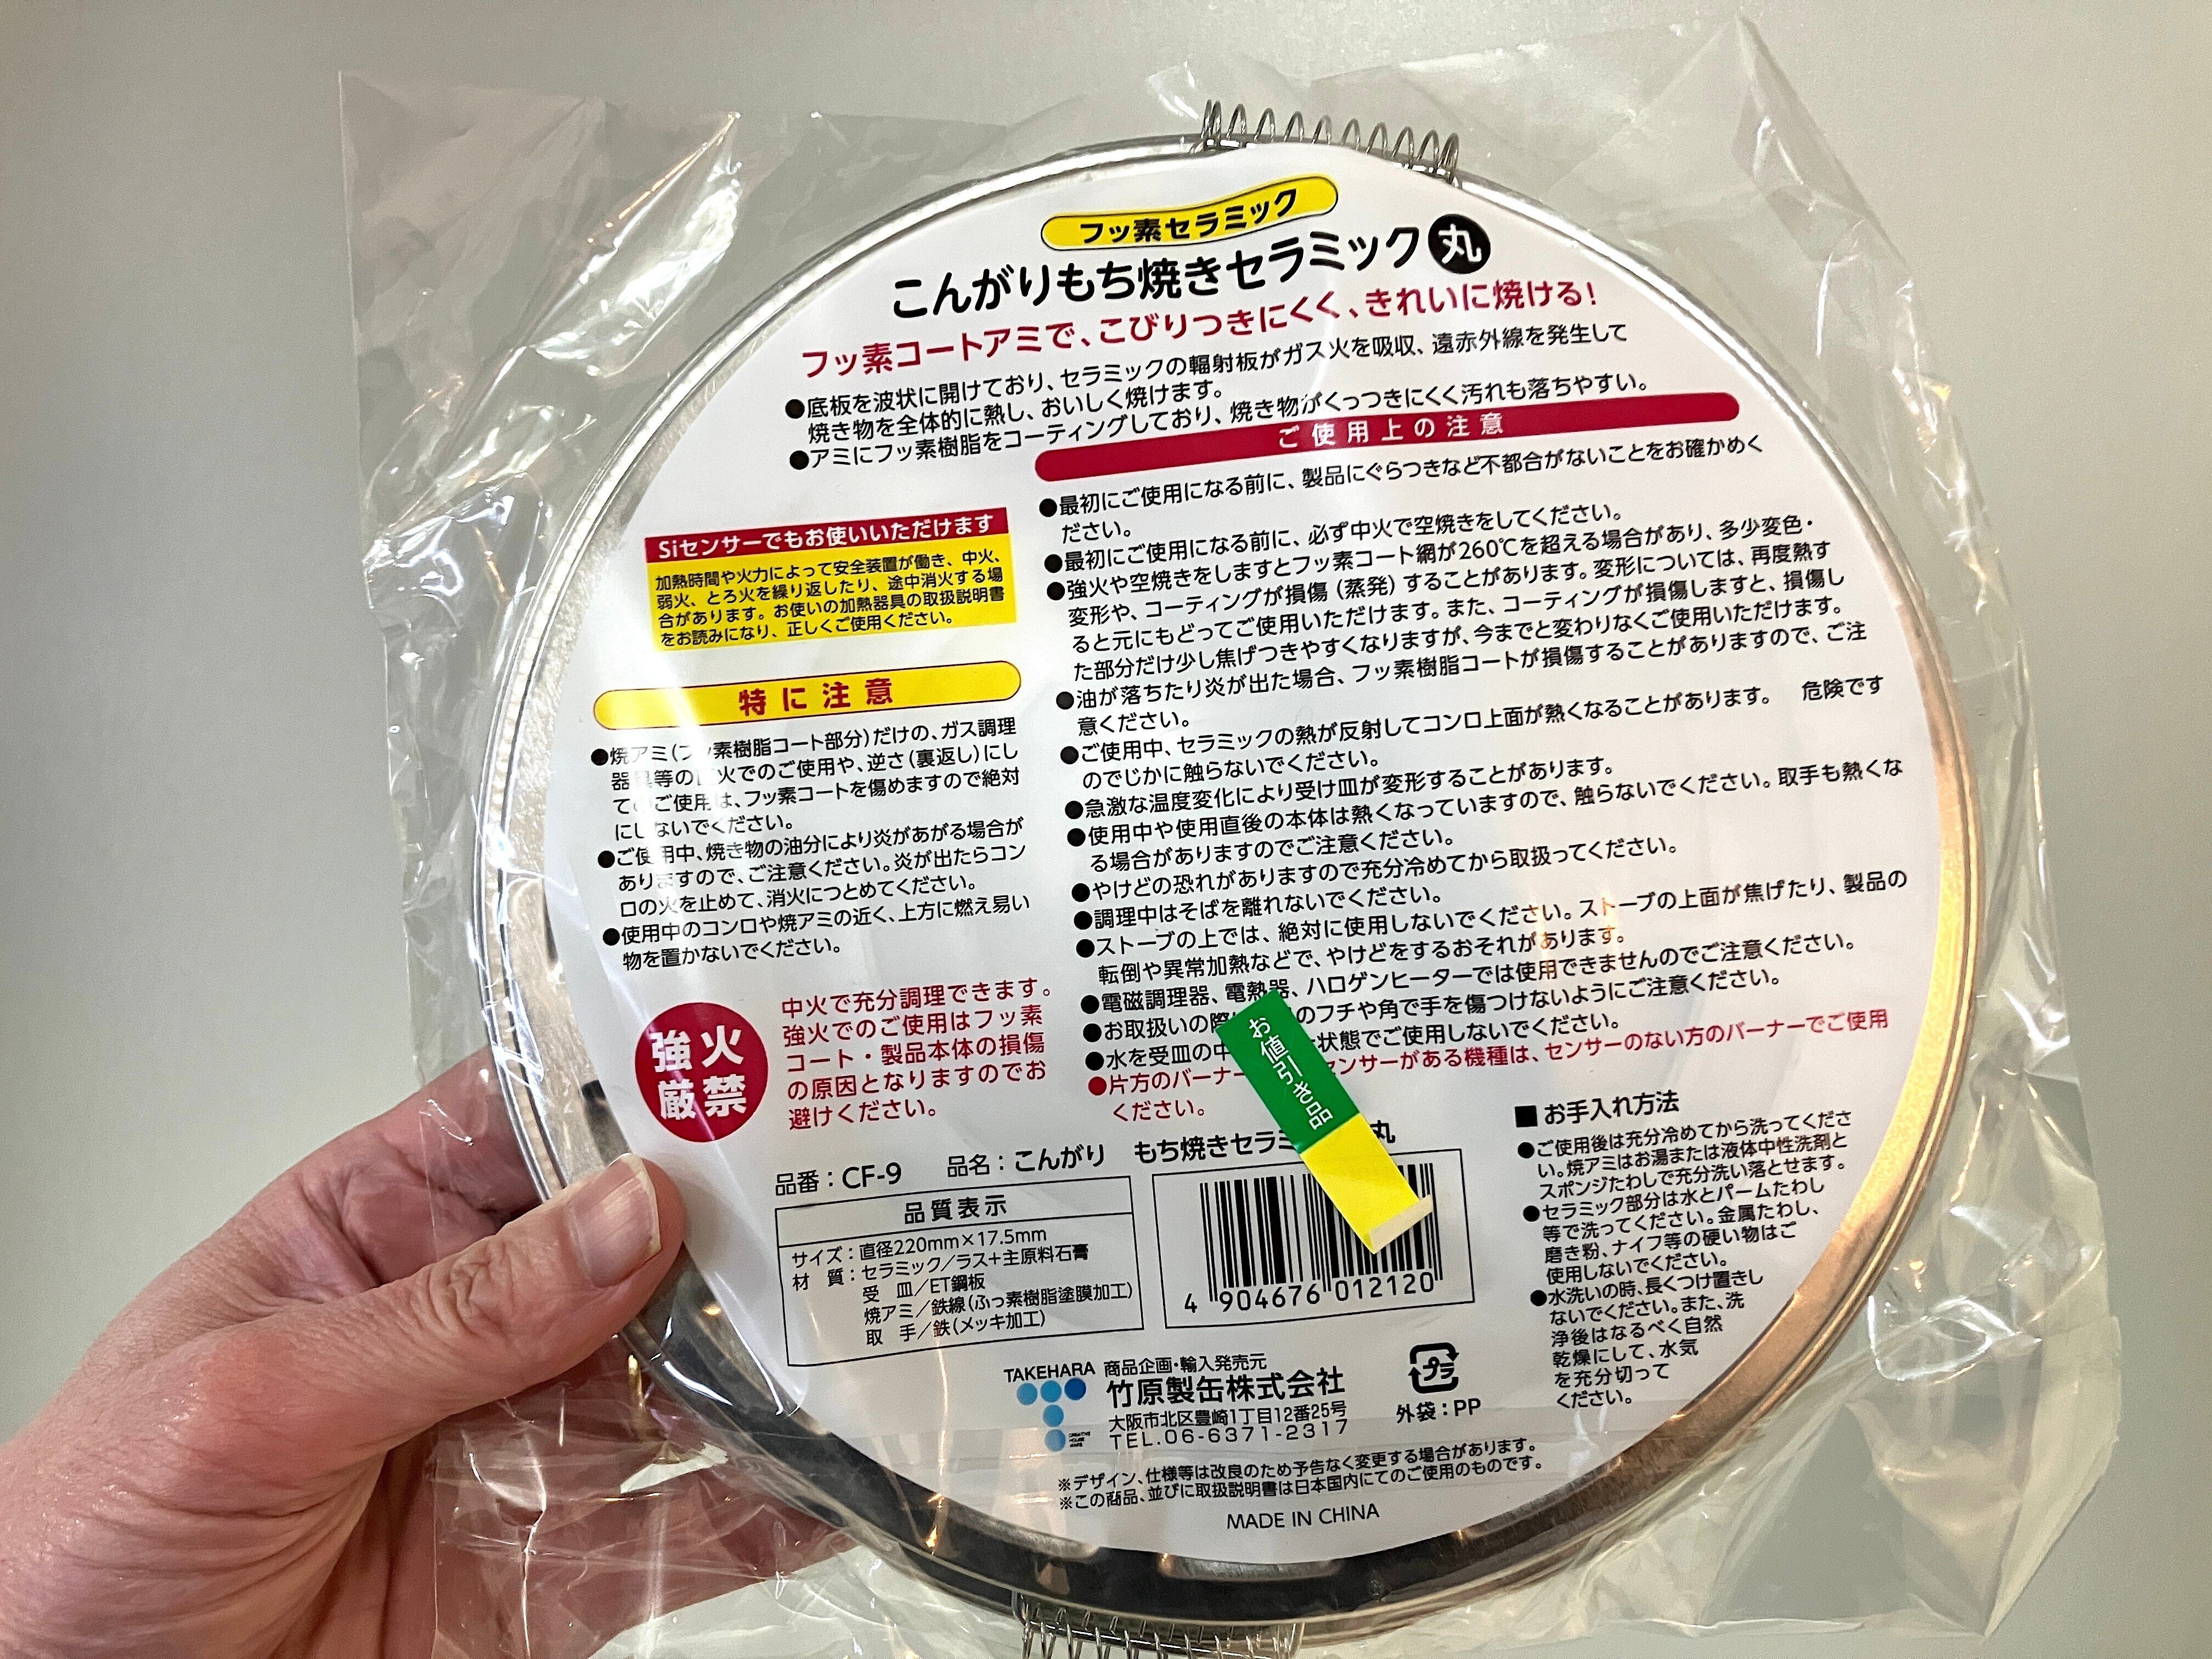 フッ素セラミック
こんがりもち焼きセラミック 丸
フッ素コートアミで、こびりつきにくく、きれいに焼ける!
●底板を波状に開けており、セラミックの輻射板がガス火を吸収、遠赤外線を発生して
焼き物を全体的に熱し、おいしく焼けます。
●アミにフッ素樹脂をコーティングしており、焼き物がくっつきにくく汚れも落ちやすい。
Siセンサーでもお使いいただけます
加熱時間や火力によって安全装置が働き、中火、
弱火、とろ火を繰り返したり、途中消火する場
合があります。お使いの加熱器具の取扱説明書
をお読みになり、正しくご使用ください。
特に注意
●焼アミ(フッ素樹脂コート部分)だけの、ガス調理
器具等の 火でのご使用や、逆さ(裏返し)にし
てのご使用は、フッ素コートを傷めますので絶対
にしないでください。
●ご使用中、焼き物の油分により炎があがる場合が
ありますので、ご注意ください。炎が出たらコン
ロの火を止めて、消火につとめてください。
●使用中のコンロや焼アミの近く、上方に燃え易い
物を置かないでください。
強火
厳禁
中火で充分調理できます。
強火でのご使用はフッ素
コート・製品本体の損傷
の原因となりますのでお
避けください。
ご使用上の注意
●最初にご使用になる前に、製品にぐらつきなど不都合がないことをお確かめく
ださい。
●最初にご使用になる前に、必ず中火で空焼きをしてください。
●強火や空焼きをしますとフッ素コート網が260℃を超える場合があり、多少変色・
変形や、コーティングが損傷(蒸発)することがあります。変形については、再度熱す
ると元にもどってご使用いただけます。また、コーティングが損傷しますと、損傷し
た部分だけ少し焦げつきやすくなりますが、今までと変わりなくご使用いただけます。
●油が落ちたり炎が出た場合、フッ素樹脂コートが損傷することがありますので、ご注
意ください。
●ご使用中、セラミックの熱が反射してコンロ上面が熱くなることがあります。 危険です
のでじかに触らないでください。
●急激な温度変化により受け皿が変形することがあります。
●使用中や使用直後の本体は熱くなっていますので、触らないでください。取手も熱くな
る場合がありますのでご注意ください。
●やけどの恐れがありますので充分冷めてから取扱ってください。
●調理中はそばを離れないでください。
●ストーブの上では、絶対に使用しないでください。ストーブの上面が焦げたり、製品の
転倒や異常加熱などで、やけどをするおそれがあります。
●電磁調理器、電熱器、ハロゲンヒーターでは使用できませんのでご注意ください。
●お取扱いの際 のフチや角で手を傷つけないようにご注意ください。
●水を受皿の中 状態でご使用しないでください。
●片方のバーナー センサーがある機種は、センサーのない方のバーナーでご使用
ください。
お値引き品
品番:CF-9 品名:こんがり もち焼きセラミ 丸
品質表示
サイズ:直径220mm×17.5mm
材 質:セラミック/ラス+主原料石膏
受 皿/ET鋼板
焼アミ/鉄線(ふっ素樹脂塗膜加工)
取 手/鉄(メッキ加工)
4 904676 012120
■お手入れ方法
●ご使用後は充分冷めてから洗ってくださ
い。焼アミはお湯または液体中性洗剤と
スポンジたわしで充分洗い落とせます。
●セラミック部分は水とパームたわし
等で洗ってください。金属たわし、
磨き粉、ナイフ等の硬い物はご
使用しないでください。
●水洗いの時、長くつけ置きし
ないでください。また、洗
浄後はなるべく自然
乾燥にして、水気
を充分切って
ください。
TAKEHARA 商品企画・輸入発売元
竹原製缶株式会社
大阪市北区豊崎1丁目12番25号
TEL.06-6371-2317
CREATIVE
HOUSE
WARE
プラ
外袋:PP
※デザイン、仕様等は改良のため予告なく変更する場合があります。
※この商品、並びに取扱説明書は日本国内にてのご使用のものです。
MADE IN CHINA